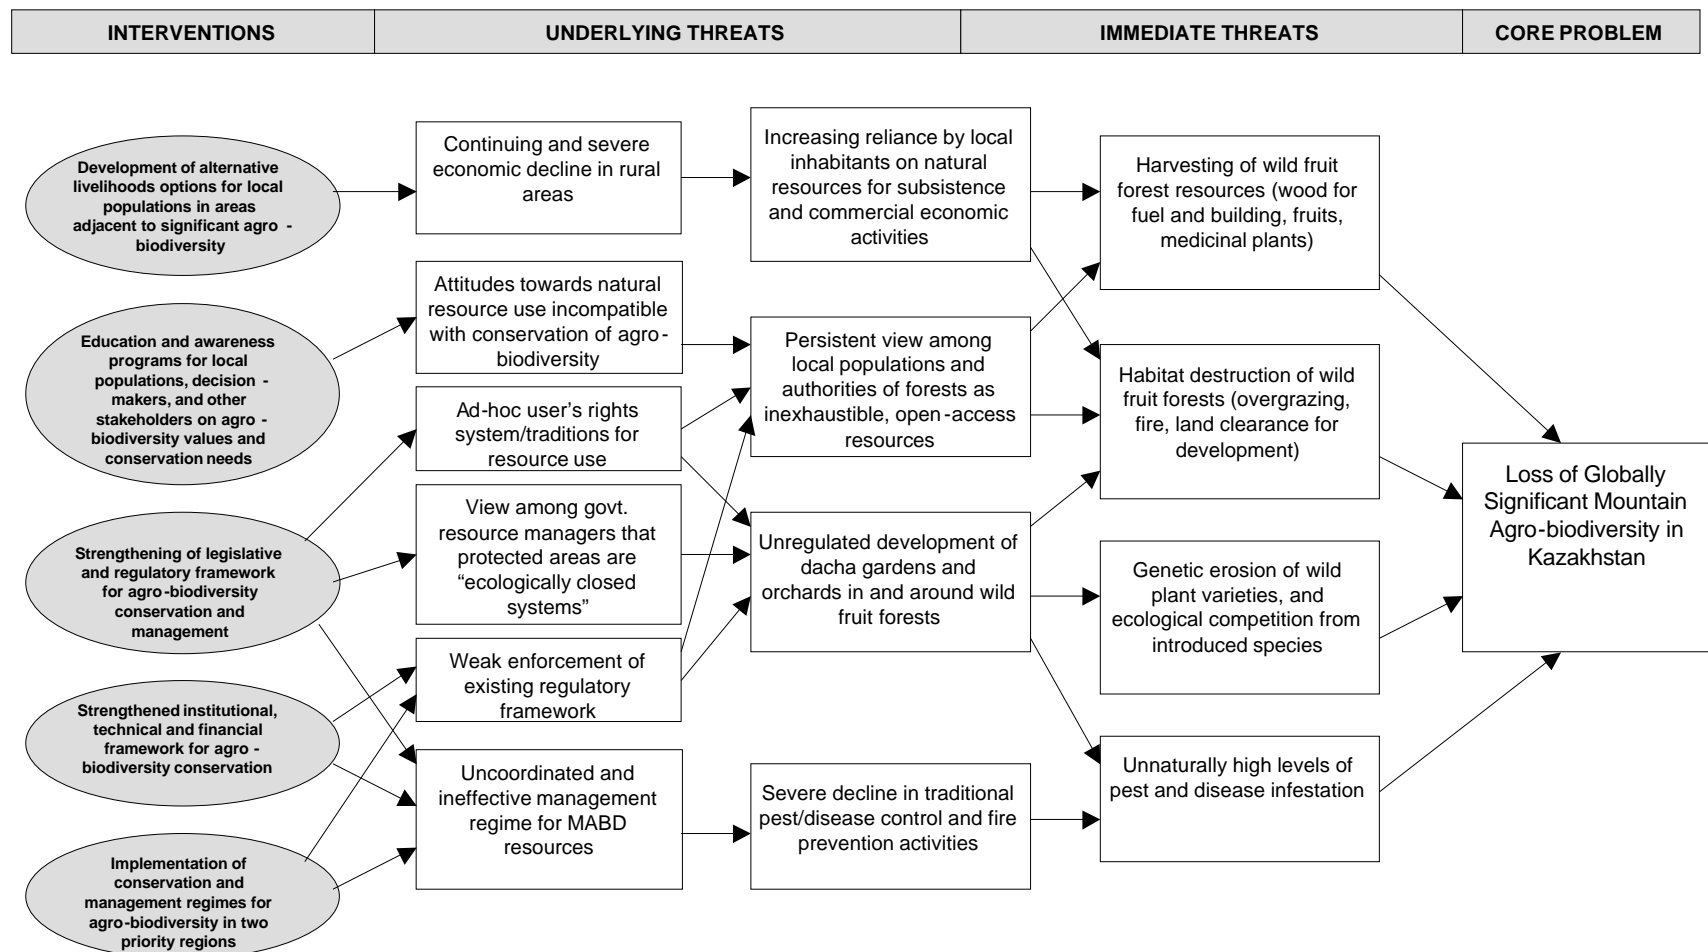 INTERVENTIONS UNDERLYING THREATS IMMEDIATE THREATS CORE PROBLEM
Development of alternative
livelihoods options for local
populations in areas
adjacent to significant agro -
biodiversity
Education and awareness
programs for local
populations, decision -
makers, and other
stakeholders on agro -
biodiversity values and
conservation needs
Strengthening of legislative
and regulatory framework
for agro-biodiversity
conservation and
management
Strengthened institutional,
technical and financial
framework for agro -
biodiversity conservation
Implementation of
conservation and
management regimes for
agro-biodiversity in two
priority regions
Continuing and severe
economic decline in rural
areas
Attitudes towards natural
resource use incompatible
with conservation of agro-
biodiversity
Ad-hoc user's rights
system/traditions for
resource use
View among govt.
resource managers that
protected areas are
“ecologically closed
systems”
Weak enforcement of
existing regulatory
framework
Uncoordinated and
ineffective management
regime for MABD
resources
Increasing reliance by local
inhabitants on natural
resources for subsistence
and commercial economic
activities
Persistent view among
local populations and
authorities of forests as
inexhaustible, open-access
resources
Unregulated development of
dacha gardens and
orchards in and around wild
fruit forests
Severe decline in traditional
pest/disease control and fire
prevention activities
Harvesting of wild fruit
forest resources (wood for
fuel and building, fruits,
medicinal plants)
Habitat destruction of wild
fruit forests (overgrazing,
fire, land clearance for
development)
Genetic erosion of wild
plant varieties, and
ecological competition from
introduced species
Unnaturally high levels of
pest and disease infestation
Loss of Globally
Significant Mountain
Agro-biodiversity in
Kazakhstan